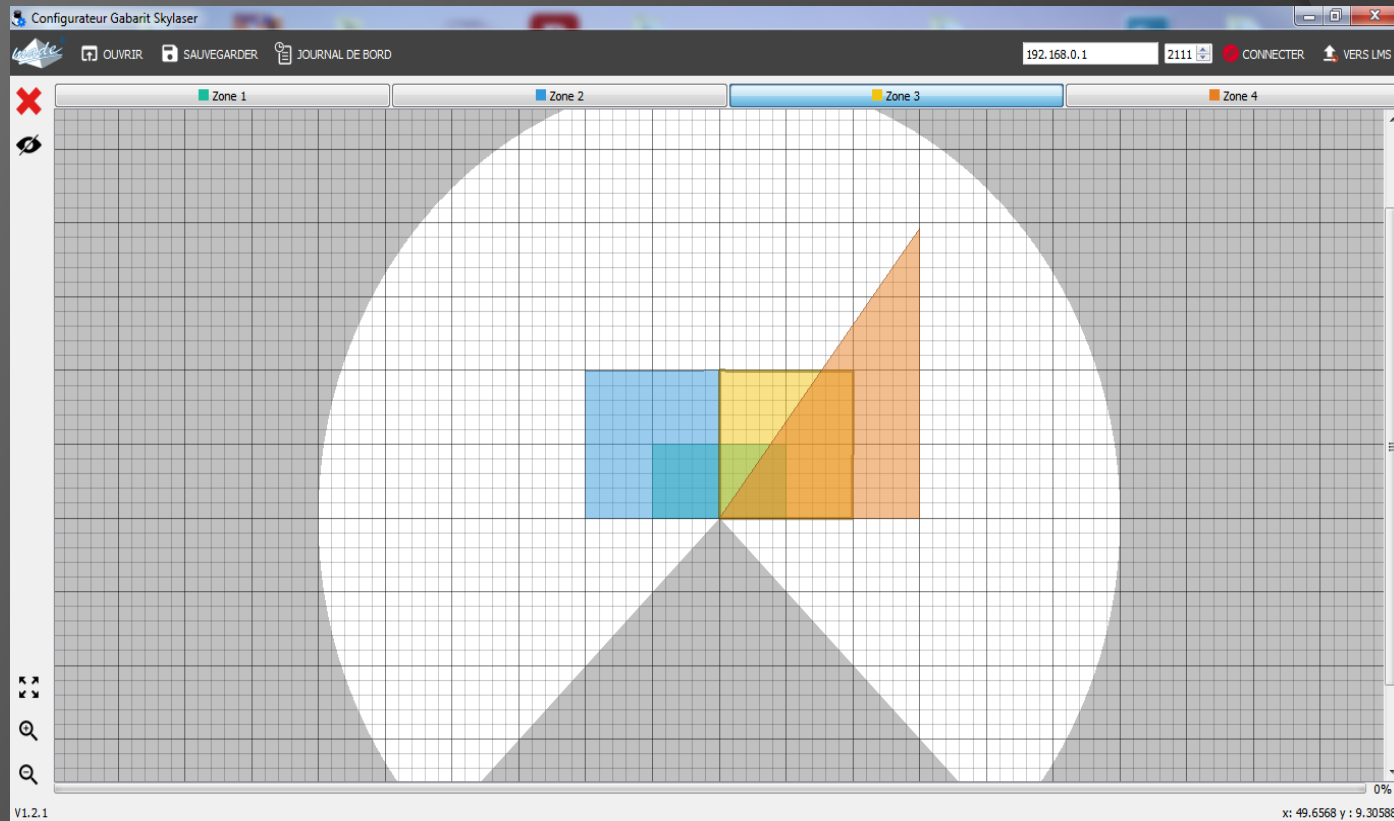 Configurateur Gabarit Skylaser
made OUVRIR SAUVEGARDER JOURNAL DE BORD 192.168.0.1 2111 CONNECTER VERS LMS
Zone 1 Zone 2 Zone 3 Zone 4
0%
V1.2.1 x: 49.6568 y : 9.30588